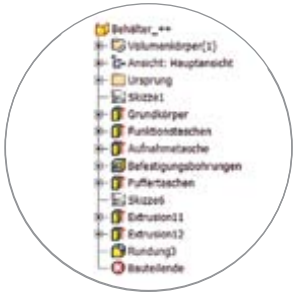 Behälter_++
Volumenkörper(1)
Ansicht: Hauptansicht
Ursprung
Skizze1
Grundkörper
Funktionstaschen
Aufnahmetasche
Befestigungsbohrungen
Puffertaschen
Skizze6
Extrusion11
Extrusion12
Rundung3
Bauteilende